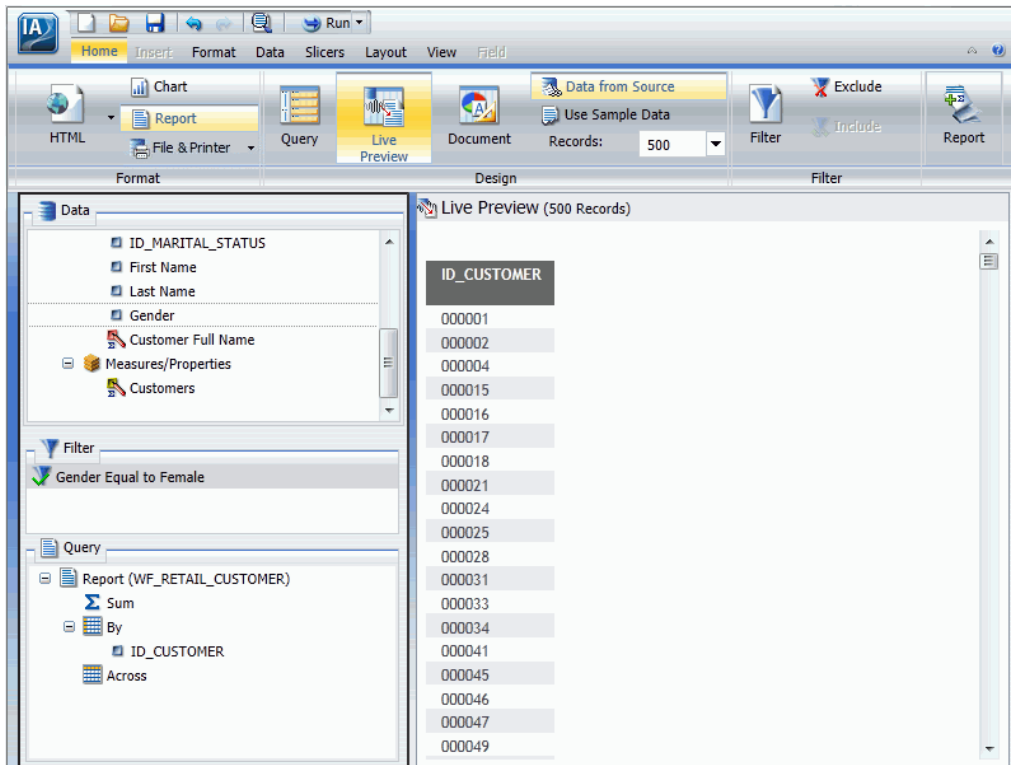 IA
Run
Home Insert Format Data Slicers Layout View Field
HTML
Chart
Report
File & Printer
Format
Query
Live Preview
Document
Data from Source
Use Sample Data
Records: 500
Design
Filter
Exclude
Include
Filter
Report
Data
ID_MARITAL_STATUS
First Name
Last Name
Gender
Customer Full Name
Measures/Properties
Customers
Filter
Gender Equal to Female
Query
Report (WF_RETAIL_CUSTOMER)
Sum
By
ID_CUSTOMER
Across
Live Preview (500 Records)
ID_CUSTOMER
000001
000002
000004
000015
000016
000017
000018
000021
000024
000025
000028
000031
000033
000034
000041
000045
000046
000047
000049